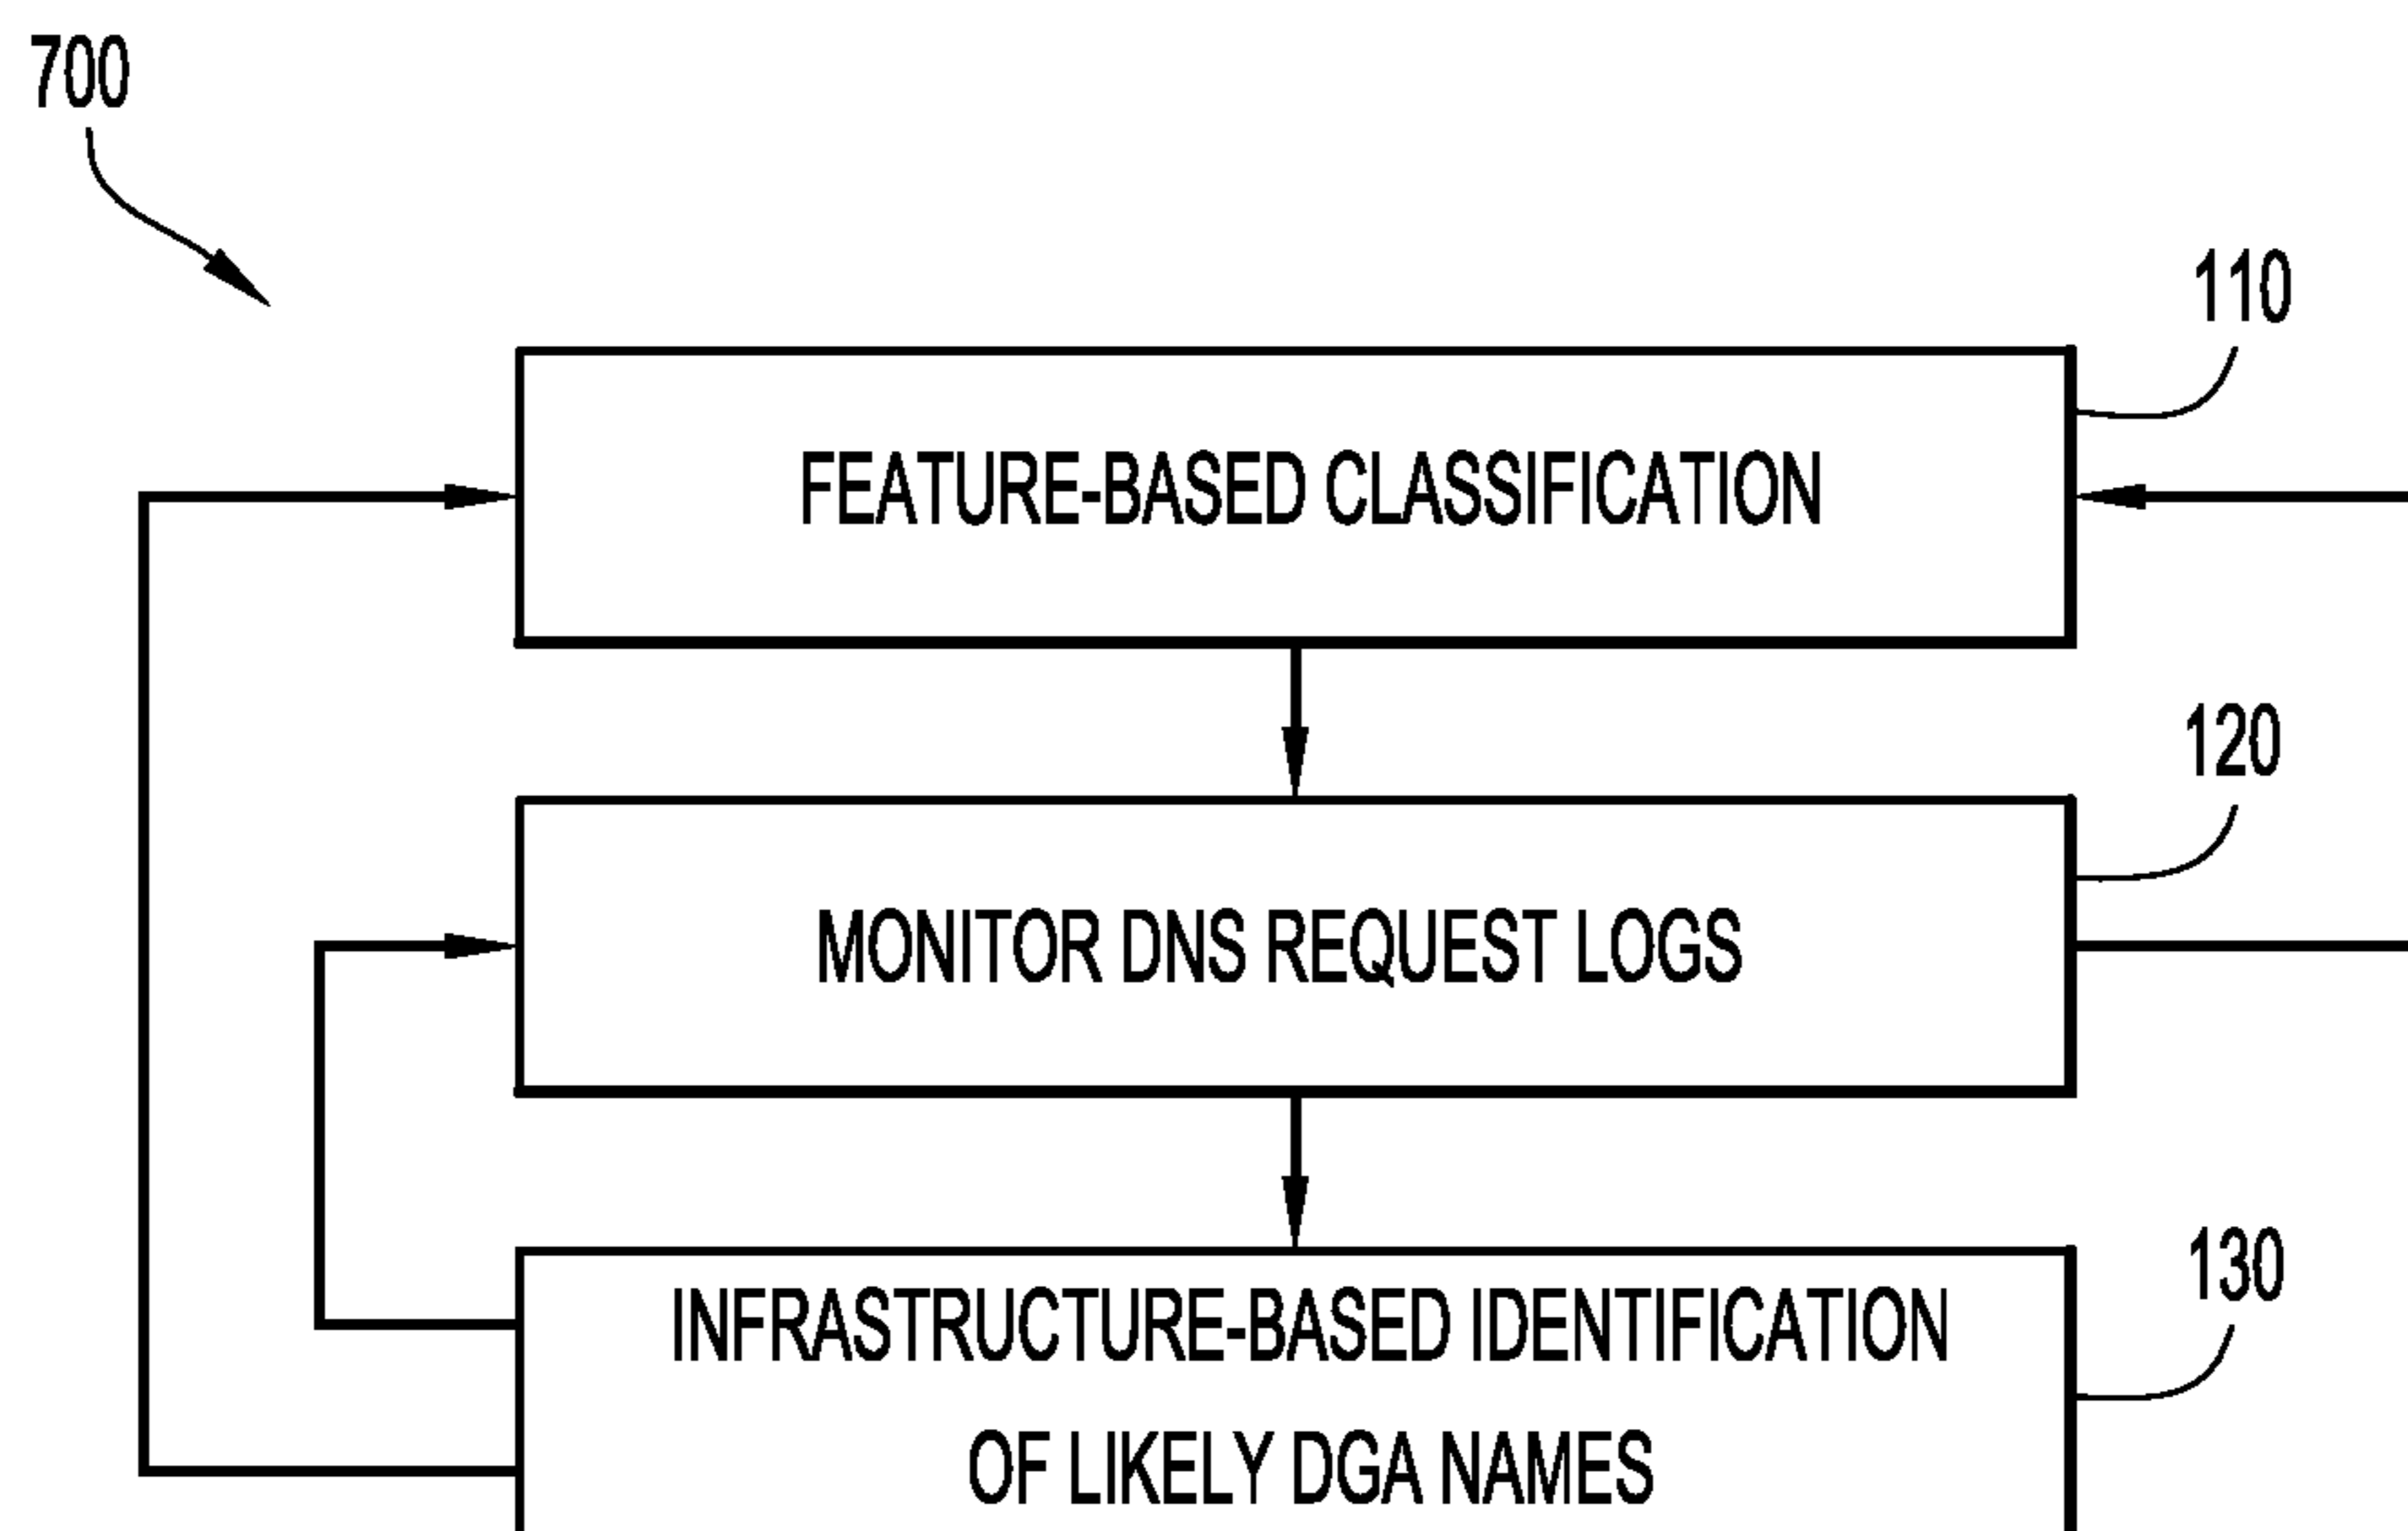 700
110
FEATURE-BASED CLASSIFICATION
120
MONITOR DNS REQUEST LOGS
130
INFRASTRUCTURE-BASED IDENTIFICATION
OF LIKELY DGA NAMES